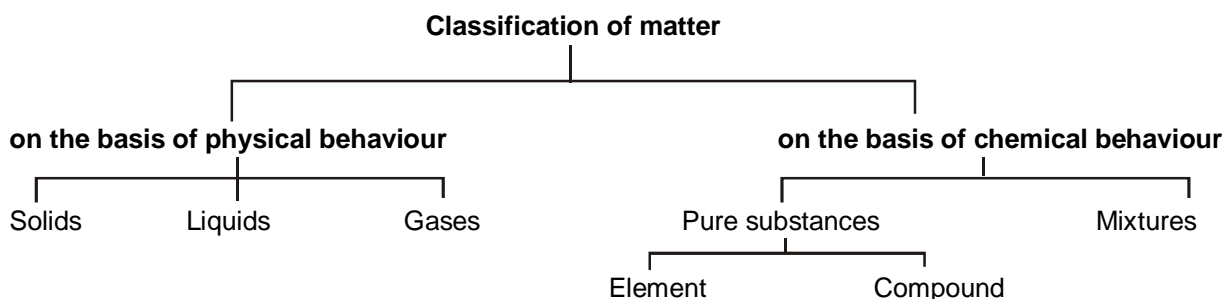 Classification of matter
on the basis of physical behaviour on the basis of chemical behaviour
Solids Liquids Gases Pure substances Mixtures
Element Compound